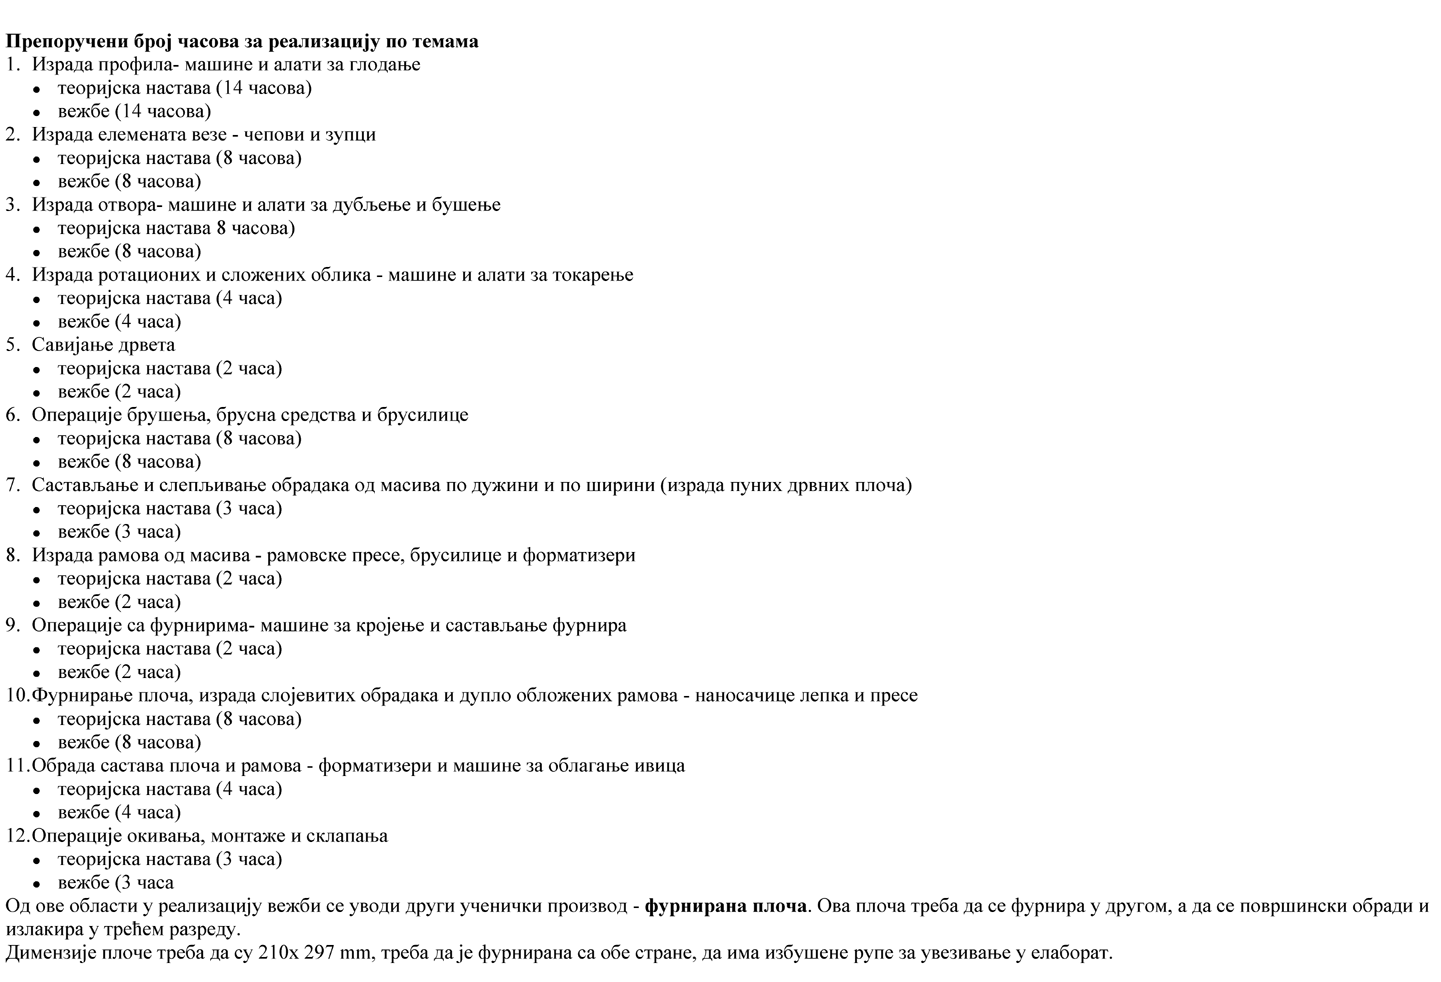 Препоручени број часова за реализацију по темама
1. Израда профила- машине и алати за глодање
• теоријска настава (14 часова)
• вежбе (14 часова)
2. Израда елемената везе - чепови и зупци
• теоријска настава (8 часова)
• вежбе (8 часова)
3. Израда отвора- машине и алати за дубљење и бушење
• теоријска настава 8 часова)
• вежбе (8 часова)
4. Израда ротационих и сложених облика - машине и алати за токарење
• теоријска настава (4 часа)
• вежбе (4 часа)
5. Савијање дрвета
• теоријска настава (2 часа)
• вежбе (2 часа)
6. Операције брушења, брусна средства и брусилице
• теоријска настава (8 часова)
• вежбе (8 часова)
7. Састављање и слепљивање обрадака од масива по дужини и по ширини (израда пуних дрвних плоча)
• теоријска настава (3 часа)
• вежбе (3 часа)
8. Израда рамова од масива - рамовске пресе, брусилице и форматизери
• теоријска настава (2 часа)
• вежбе (2 часа)
9. Операције са фурнирима- машине за кројење и састављање фурнира
• теоријска настава (2 часа)
• вежбе (2 часа)
10.Фурнирање плоча, израда слојевитих обрадака и дупло обложених рамова - наносачице лепка и пресе
• теоријска настава (8 часова)
• вежбе (8 часова)
11.Обрада састава плоча и рамова - форматизери и машине за облагање ивица
• теоријска настава (4 часа)
• вежбе (4 часа)
12.Операције окивања, монтаже и склапања
• теоријска настава (3 часа)
• вежбе (3 часа
Од ове области у реализацију вежби се уводи други ученички производ - фурнирана плоча. Ова плоча треба да се фурнира у другом, а да се површински обради и
излакира у трећем разреду.
Димензије плоче треба да су 210x 297 mm, треба да је фурнирана са обе стране, да има избушене рупе за увезивање у елаборат.